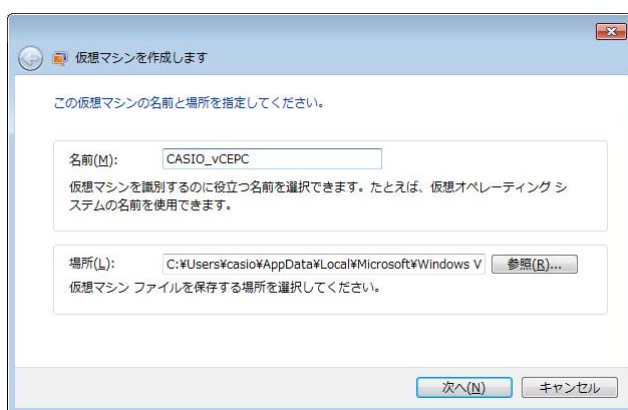 仮想マシンを作成します
この仮想マシンの名前と場所を指定してください。
名前(M): CASIO_vCEPC
仮想マシンを識別するのに役立つ名前を選択できます。たとえば、仮想オペレーティング シ
ステムの名前を使用できます。
場所(L): C:¥Users¥casio¥AppData¥Local¥Microsoft¥Windows V 参照(R)...
仮想マシン ファイルを保存する場所を選択してください。
次へ(N) キャンセル